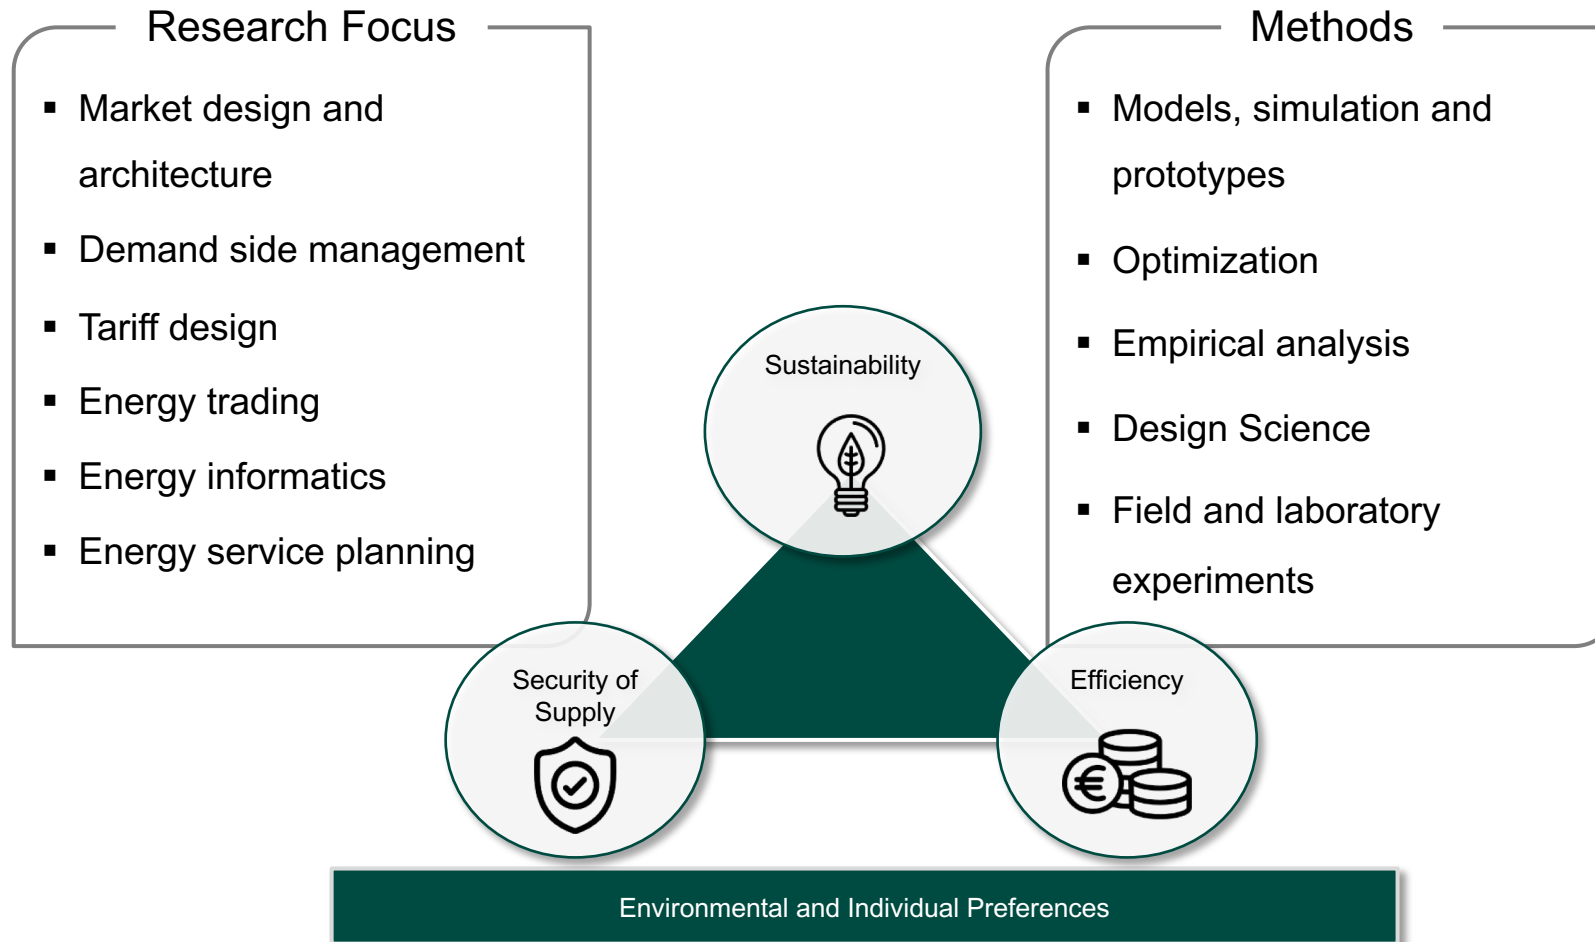 Research Focus
▪ Market design and
architecture
▪ Demand side management
▪ Tariff design
▪ Energy trading
▪ Energy informatics
▪ Energy service planning
Methods
▪ Models, simulation and
prototypes
▪ Optimization
▪ Empirical analysis
▪ Design Science
▪ Field and laboratory
experiments
Sustainability
Security of
Supply
Efficiency
€
Environmental and Individual Preferences